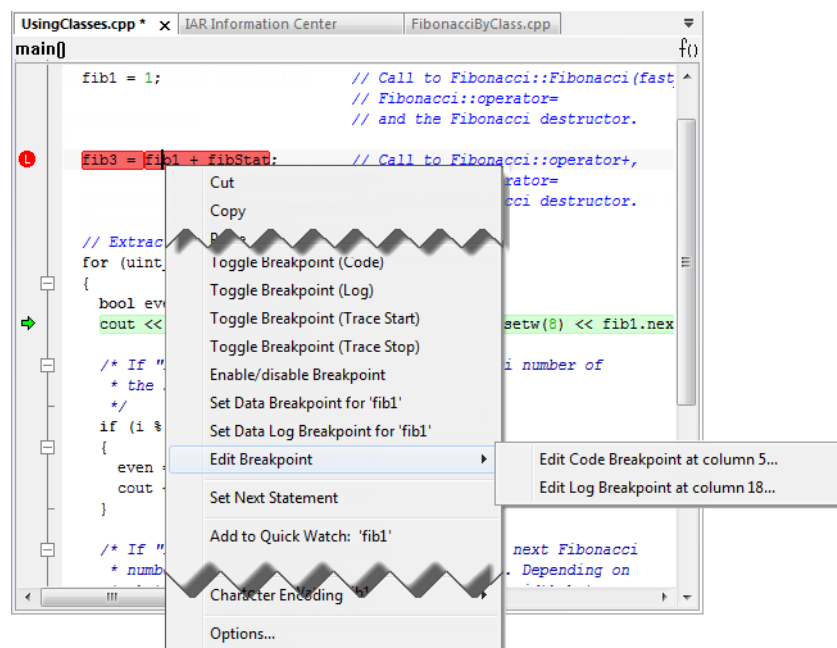 UsingClasses.cpp * x IAR Information Center FibonacciByClass.cpp
main() f()
fib1 = 1; // Call to Fibonacci::Fibonacci(fast
// Fibonacci::operator=
// and the Fibonacci destructor.
L fib3 = fib1 + fibStat; // Call to Fibonacci::operator+,
rator=
cci destructor.
Cut
Copy
// Extrac
for (uint_
Toggle Breakpoint (Code)
{
Toggle Breakpoint (Log)
bool eve
cout << setw(8) << fib1.nex
Toggle Breakpoint (Trace Start)
Toggle Breakpoint (Trace Stop)
/* If " i number of
Enable/disable Breakpoint
* the
*/
Set Data Breakpoint for 'fib1'
if (i %
Set Data Log Breakpoint for 'fib1'
{
Edit Breakpoint
Edit Code Breakpoint at column 5...
even =
cout
Edit Log Breakpoint at column 18...
Set Next Statement
}
Add to Quick Watch: 'fib1'
/* If " next Fibonacci
* numb . Depending on
Character Encoding
Options...